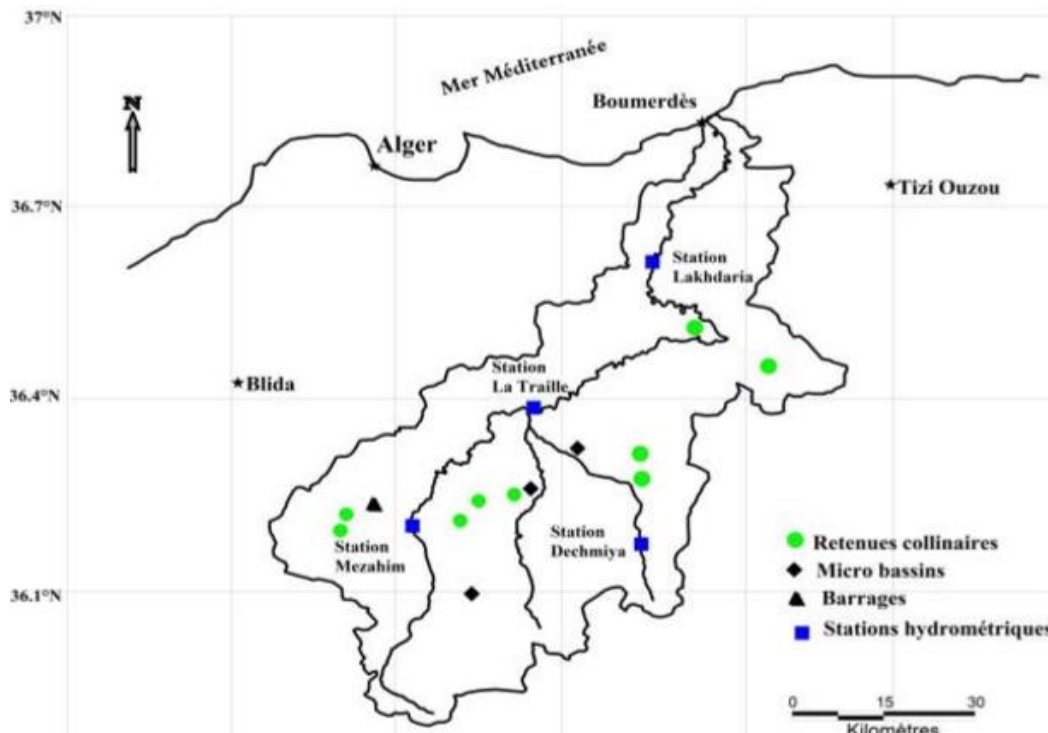 37°N
Mer Méditerranée
N
Boumerdès
Alger
Tizi Ouzou
36.7°N
Station
Lakhdaria
Station
La Traille
Blida
36.4°N
Station
Mezahim
Station
Dechmiya
Retenues collinaires
Micro bassins
36.1°N
Barrages
Stations hydrométriques
0 15 30
Kilomètres